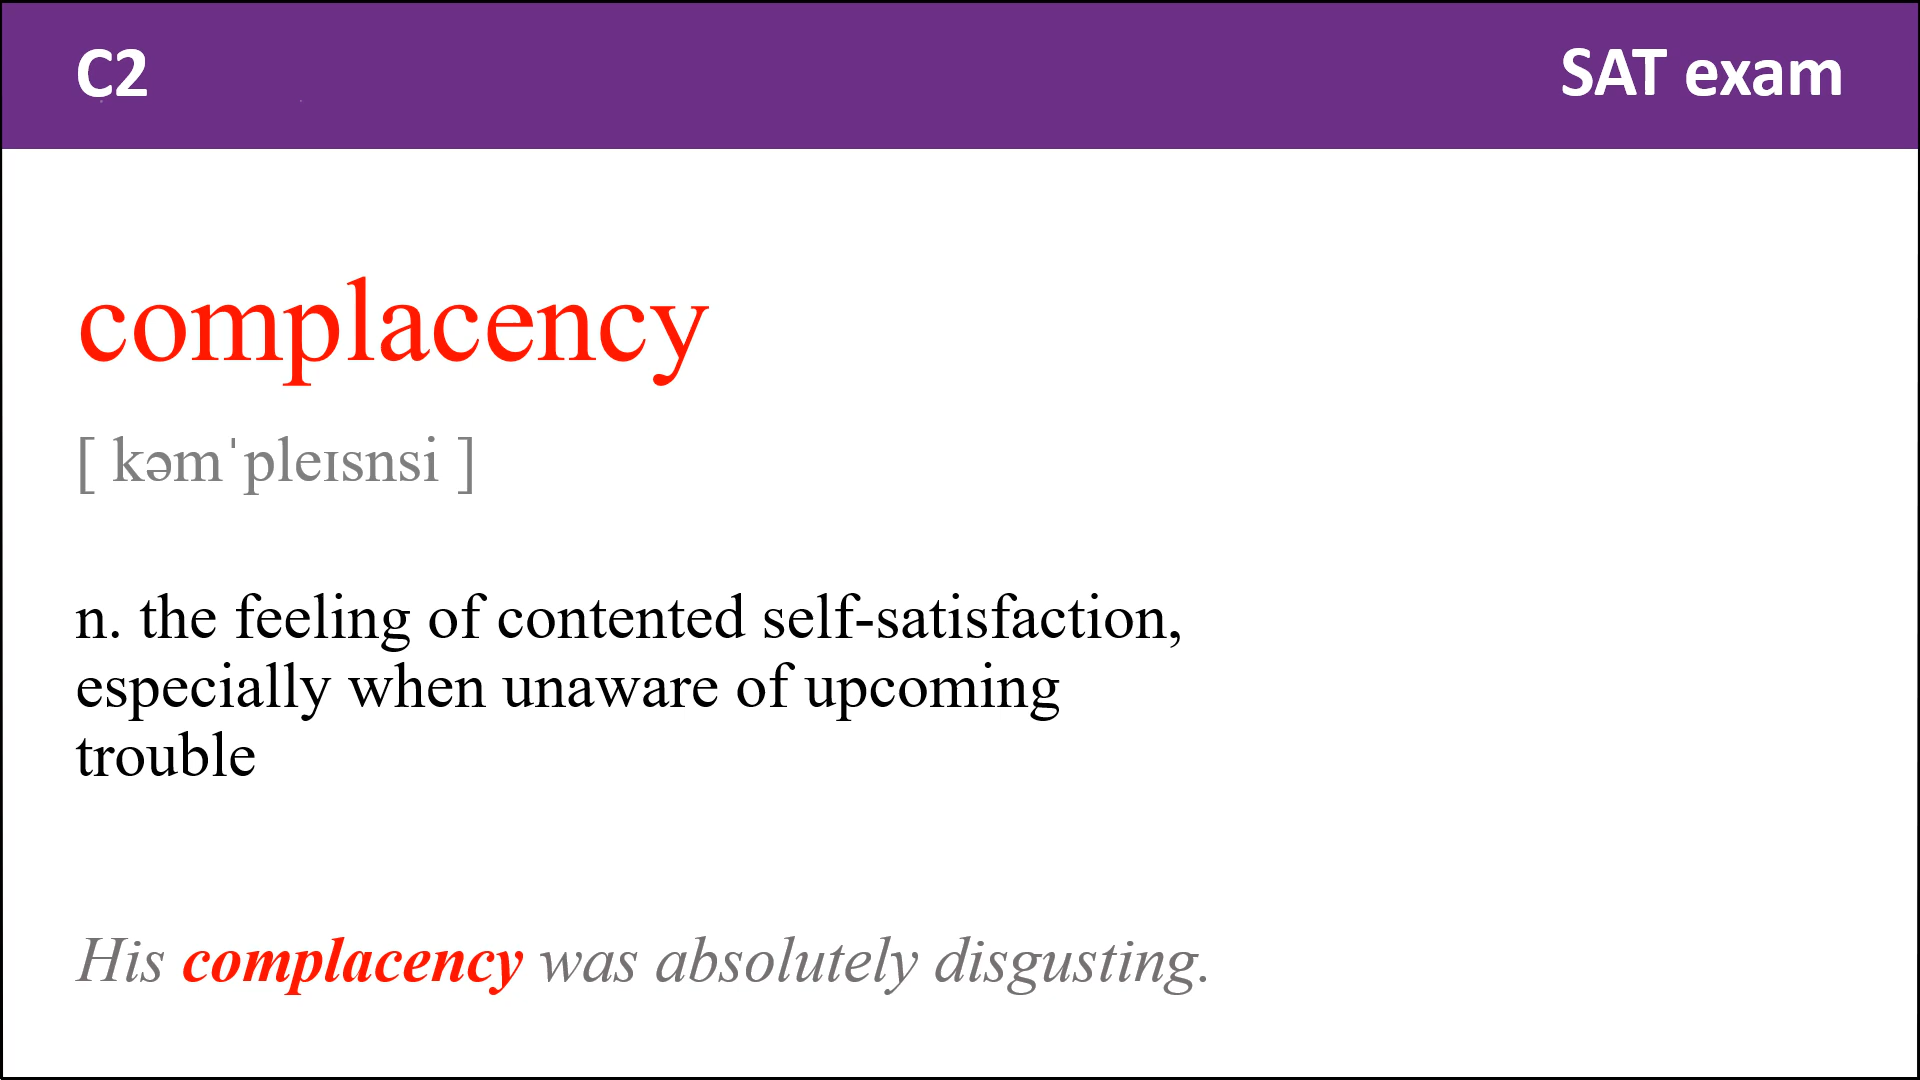 C2
SAT exam
complacency
[ kəmˈpleɪsnsi ]
n. the feeling of contented self-satisfaction,
especially when unaware of upcoming
trouble
His complacency was absolutely disgusting.